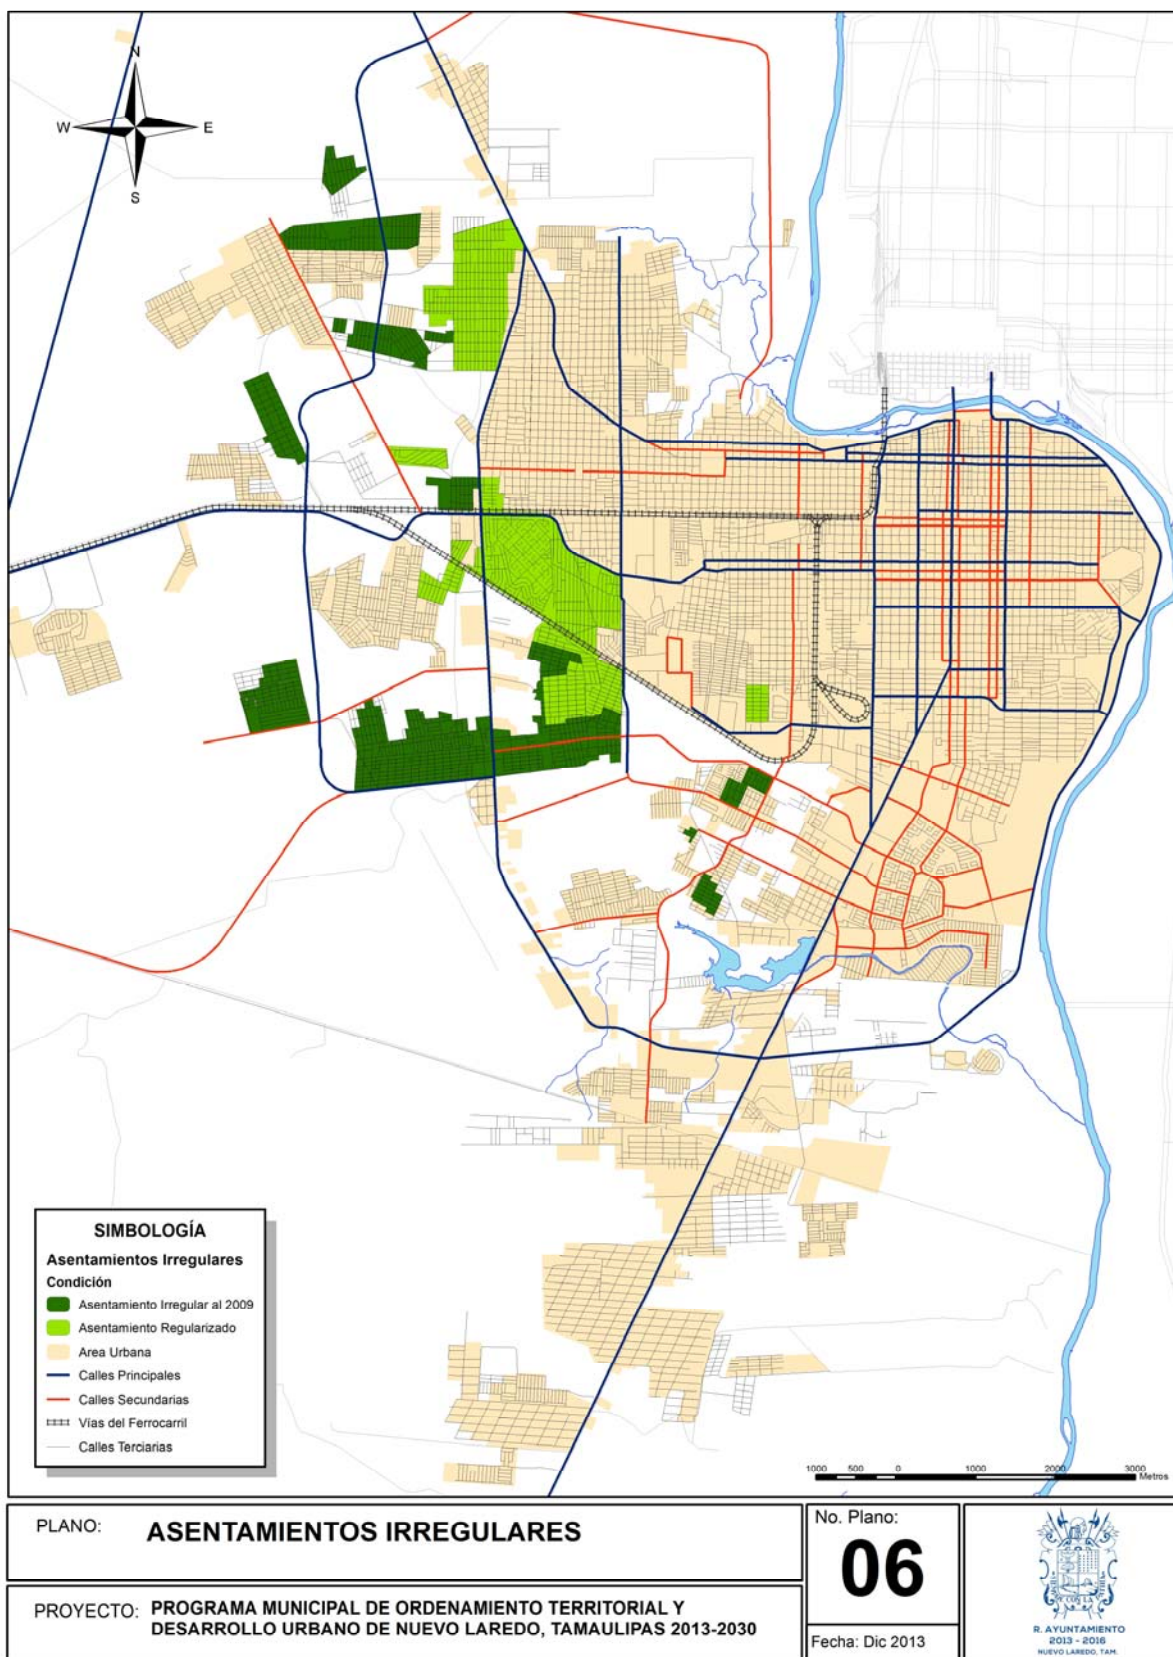 N
W E
S
SIMBOLOGÍA
Asentamientos Irregulares
Condición
Asentamiento Irregular al 2009
Asentamiento Regularizado
Area Urbana
Calles Principales
Calles Secundarias
Vías del Ferrocarril
Calles Terciarias
1000 500 0 1000 2000 3000
Metros
PLANO: ASENTAMIENTOS IRREGULARES
PROYECTO: PROGRAMA MUNICIPAL DE ORDENAMIENTO TERRITORIAL Y
DESARROLLO URBANO DE NUEVO LAREDO, TAMAULIPAS 2013-2030
No. Plano:
06
Fecha: Dic 2013
R. AYUNTAMIENTO
2013 - 2016
NUEVO LAREDO, TAM.